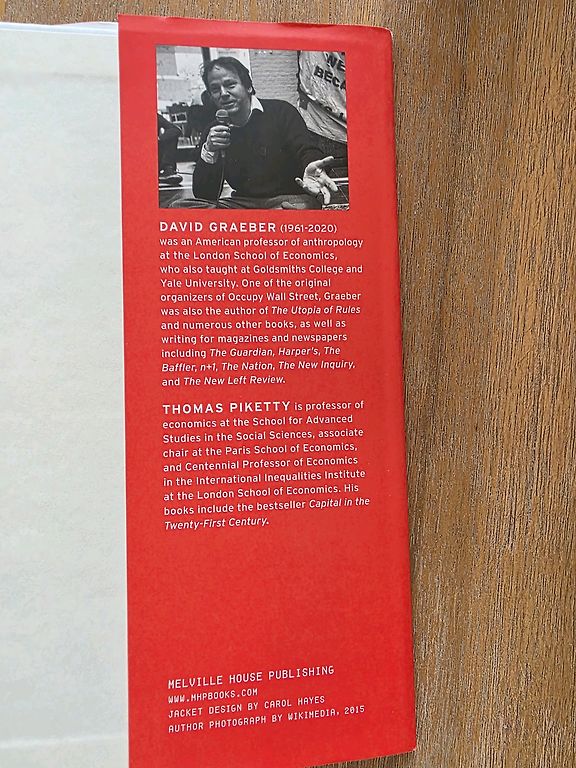 NE
BECA
DAVID GRAEBER (1961-2020)
was an American professor of anthropology
at the London School of Economics,
who also taught at Goldsmiths College and
Yale University. One of the original
organizers of Occupy Wall Street, Graeber
was also the author of The Utopia of Rules
and numerous other books, as well as
writing for magazines and newspapers
including The Guardian, Harper's, The
Baffler, n+1, The Nation, The New Inquiry,
and The New Left Review.
THOMAS PIKETTY is professor of
economics at the School for Advanced
Studies in the Social Sciences, associate
chair at the Paris School of Economics,
and Centennial Professor of Economics
in the International Inequalities Institute
at the London School of Economics. His
books include the bestseller Capital in the
Twenty-First Century.
MELVILLE HOUSE PUBLISHING
WWW.MHPBOOKS.COM
JACKET DESIGN BY CAROL HAYES
AUTHOR PHOTOGRAPH BY WIKIMEDIA, 2015